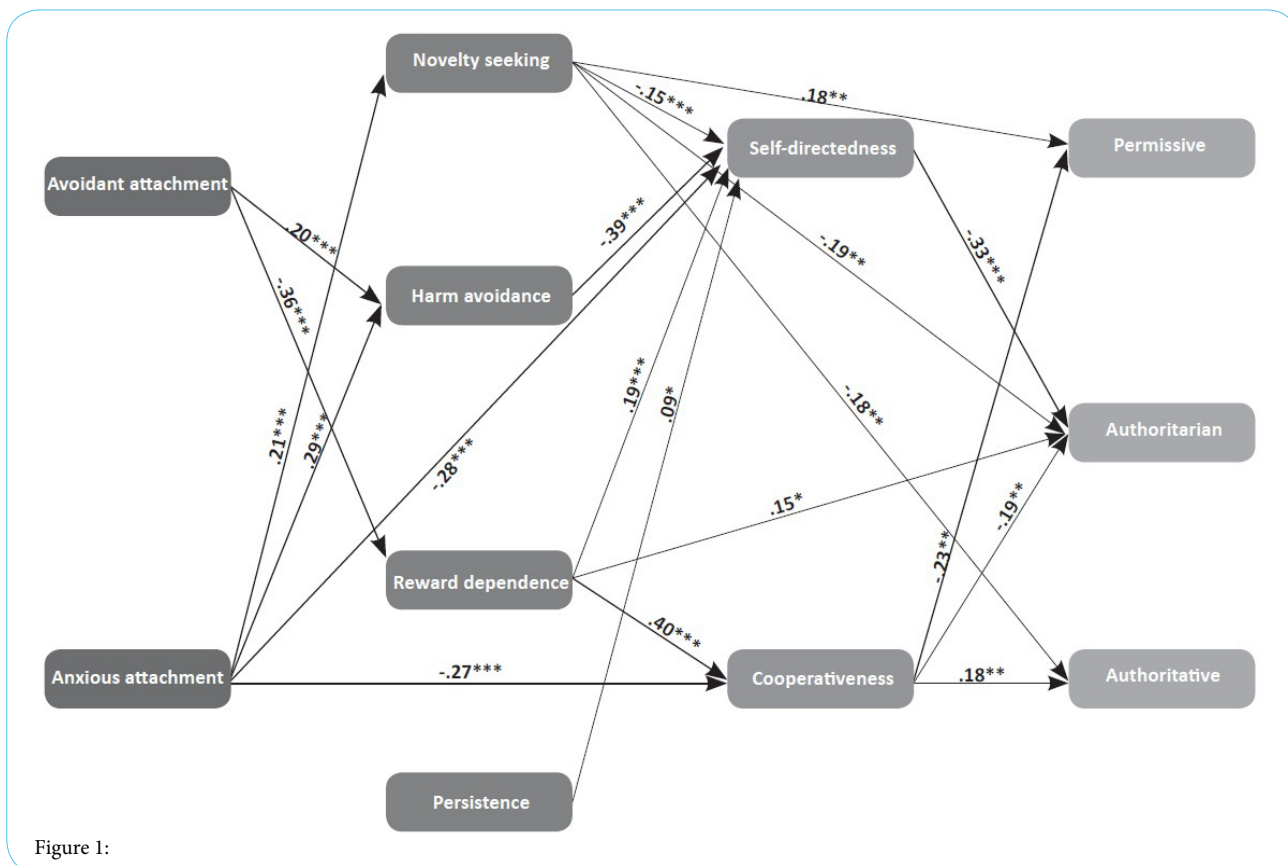 Novelty seeking
-.15***
.18**
Self-directedness
Permissive
Avoidant attachment
.20***
-.39***
-.19**
-.33***
Harm avoidance
-.36***
.19***
.09*
-.18**
Authoritarian
.21***
.29***
-.28***
.15*
-.19**
-.23**
Reward dependence
.40***
Anxious attachment
-.27***
Cooperativeness
.18**
Authoritative
Persistence
Figure 1: